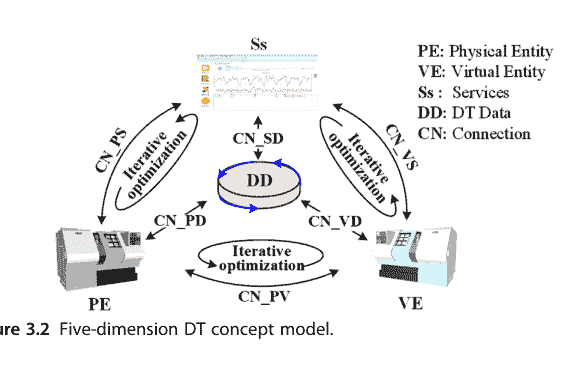 Ss
PE: Physical Entity
VE: Virtual Entity
Ss : Services
DD: DT Data
CN: Connection
CN_PS
Iterative
optimization
CN_SD
Iterative
optimization
CN_VS
DD
CN_PD
CN_VD
Iterative
optimization
CN_PV
PE
VE
ure 3.2 Five-dimension DT concept model.